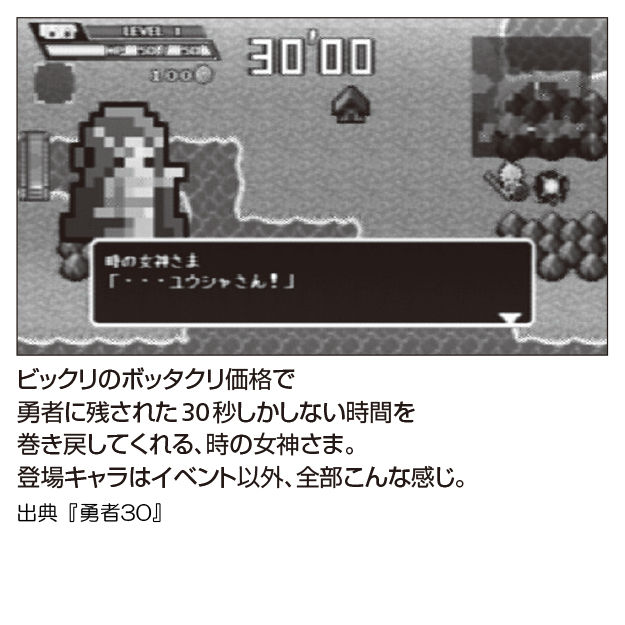 LEVEL 1
HP 50/ 50
100
30'00
時の女神さま
「・・・ユウシャさん!」
ビックリのボッタクリ価格で
勇者に残された30秒しかしない時間を
巻き戻してくれる、時の女神さま。
登場キャラはイベント以外、全部こんな感じ。
出典『勇者30』